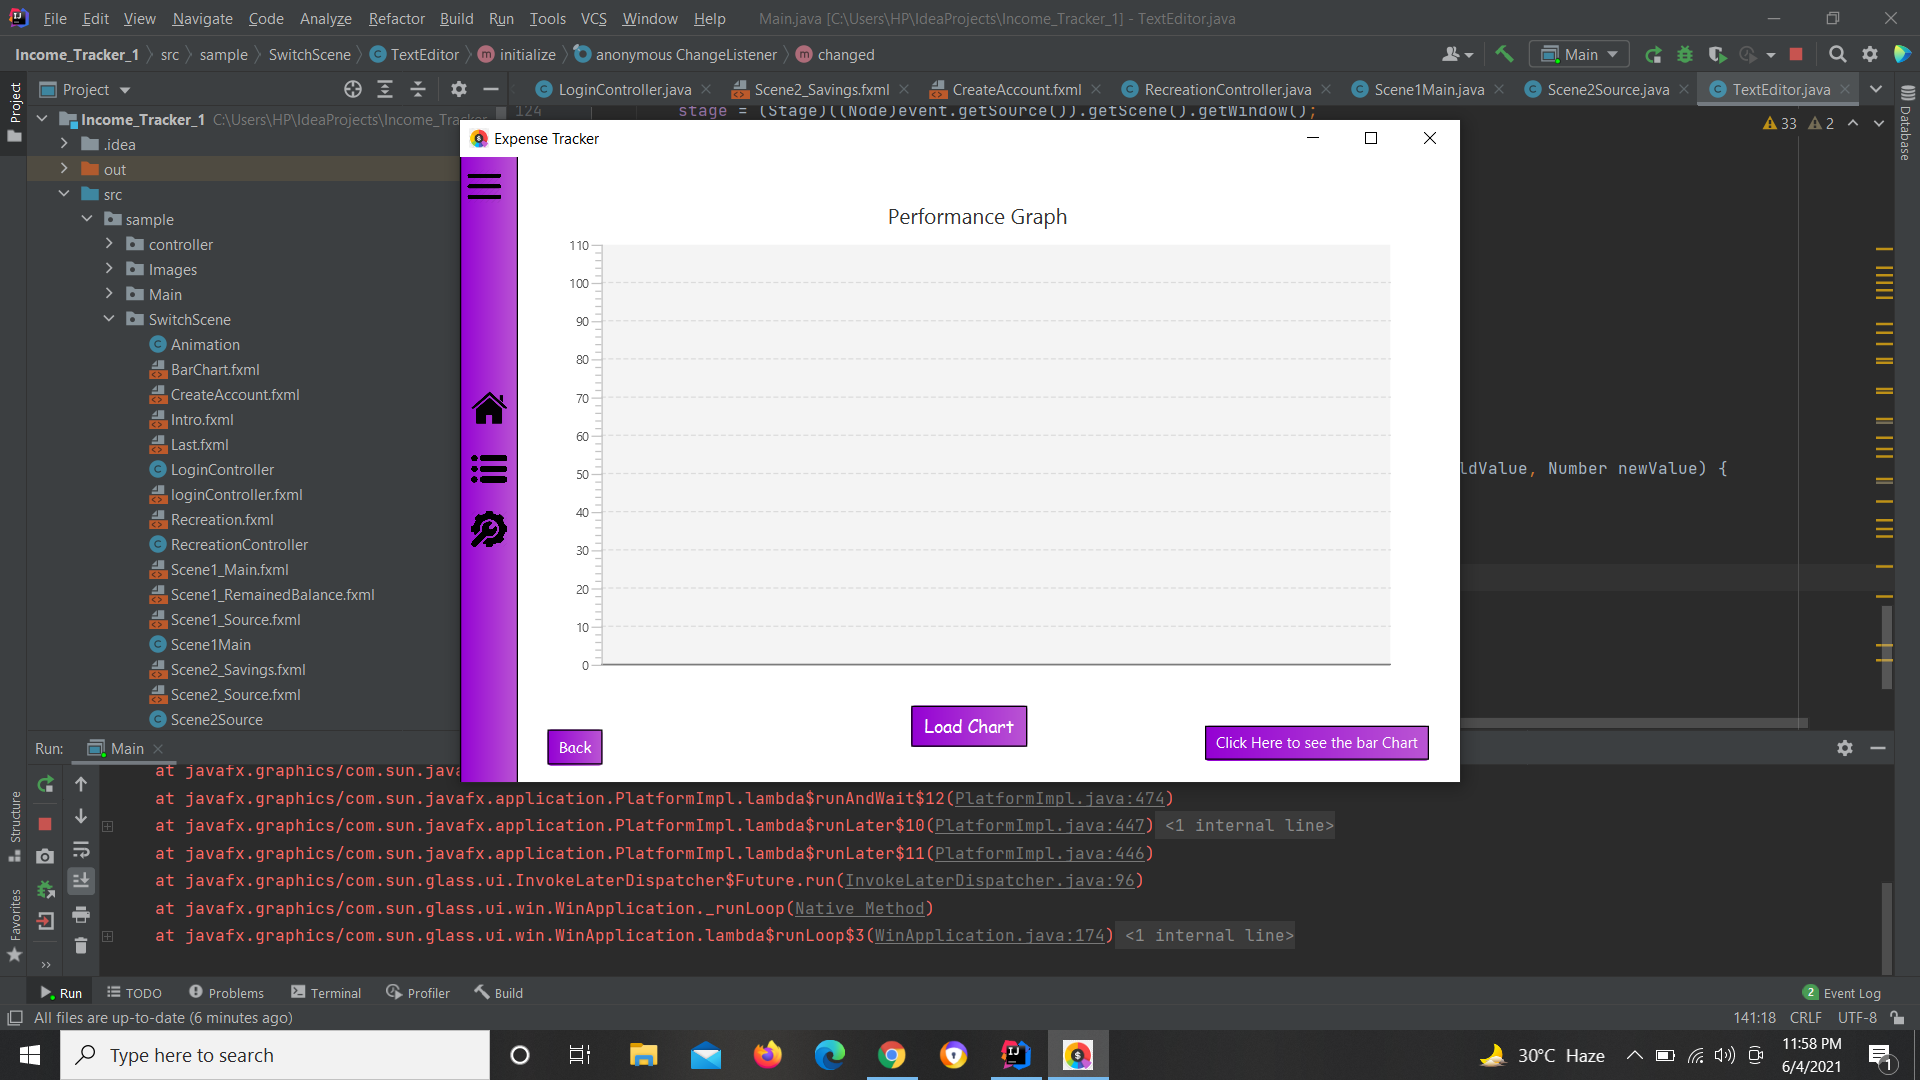 File Edit View Navigate Code Analyze Refactor Build Run Tools VCS Window Help Main.java [C:\Users\HP\IdeaProjects\Income_Tracker_1] - TextEditor.java
Income_Tracker_1 src sample SwitchScene TextEditor initialize anonymous ChangeListener changed Main
Project LoginController.java Scene2_Savings.fxml CreateAccount.fxml RecreationController.java Scene1Main.java Scene2Source.java TextEditor.java
Project
Database
Income_Tracker_1 C:\Users\HP\IdeaProjects\Income_Tracker
124 stage = (Stage)((Node)event.getSource()).getScene().getWindow();
33 2
.idea
out
src
sample
controller
Images
Main
SwitchScene
Animation
BarChart.fxml
CreateAccount.fxml
Intro.fxml
Last.fxml
LoginController
loginController.fxml
Recreation.fxml
RecreationController
Scene1_Main.fxml
Scene1_RemainedBalance.fxml
Scene1_Source.fxml
Scene1Main
Scene2_Savings.fxml
Scene2_Source.fxml
Scene2Source
Expense Tracker
Performance Graph
110
100
90
80
70
60
50
40
30
20
10
0
Load Chart
Back
Click Here to see the bar Chart
ldValue, Number newValue) {
Run: Main
at javafx.graphics/com.sun.java
at javafx.graphics/com.sun.javafx.application.PlatformImpl.lambda$runAndWait$12(PlatformImpl.java:474)
at javafx.graphics/com.sun.javafx.application.PlatformImpl.lambda$runLater$10(PlatformImpl.java:447) <1 internal line>
at javafx.graphics/com.sun.javafx.application.PlatformImpl.lambda$runLater$11(PlatformImpl.java:446)
at javafx.graphics/com.sun.glass.ui.InvokeLaterDispatcher$Future.run(InvokeLaterDispatcher.java:96)
at javafx.graphics/com.sun.glass.ui.win.WinApplication._runLoop(Native Method)
at javafx.graphics/com.sun.glass.ui.win.WinApplication.lambda$runLoop$3(WinApplication.java:174) <1 internal line>
Structure
Favorites
Run TODO Problems Terminal Profiler Build 2 Event Log
All files are up-to-date (6 minutes ago) 141:18 CRLF UTF-8
Type here to search 30°C Haze 11:58 PM
6/4/2021 1